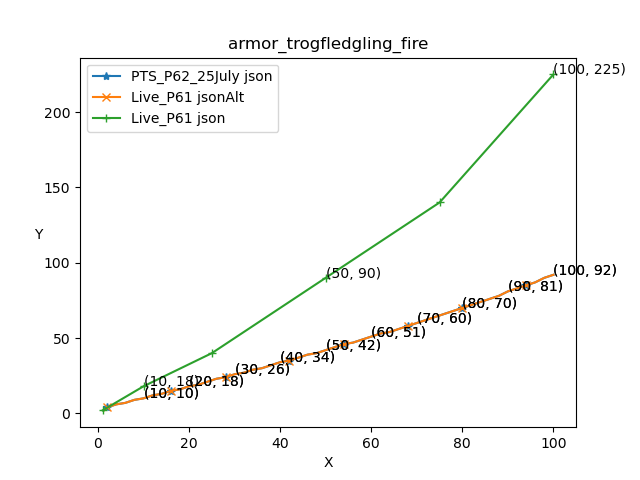 armor_trogfledgling_fire
PTS_P62_25July json
Live_P61 jsonAlt
Live_P61 json
(100, 225)
200
150
Y
100
(50, 90)
(100, 92)
(90, 81)
(80, 70)
(70, 60)
50
(60, 51)
(50, 42)
(40, 34)
(30, 26)
(10, 18)
(20, 18)
(10, 10)
0
0 20 40 60 80 100
X